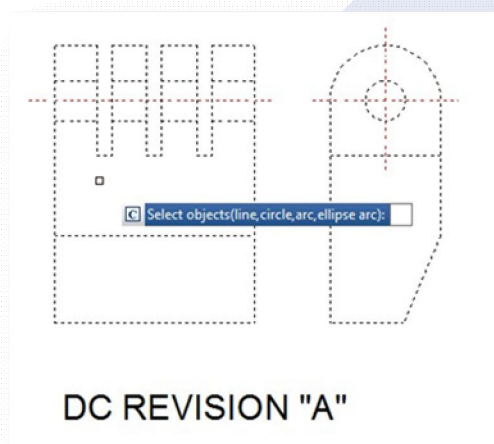 C Select objects(line,circle,arc,ellipse arc):
DC REVISION "A"